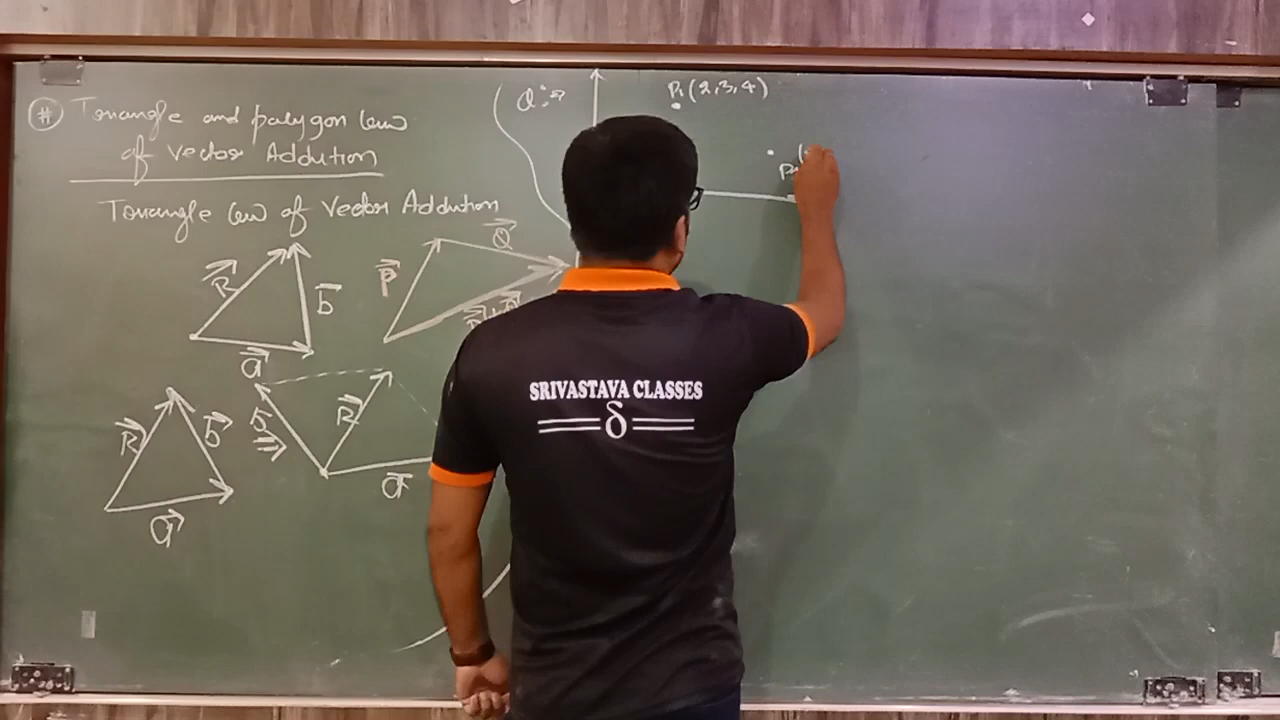 # Triangle and polygon law
of Vector Addition
Triangle law of Vector Addition
R
b
a
P
Q
R
b
a
b
R
a
Q:→
P₁(2,3,4)
SRIVASTAVA CLASSES
δ